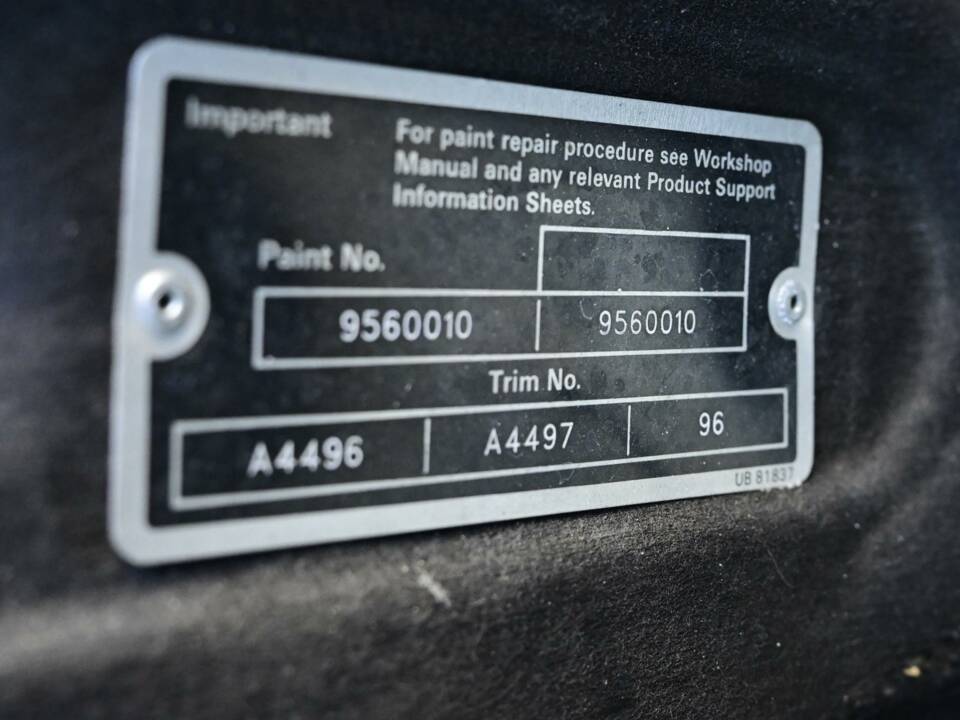 Important
For paint repair procedure see Workshop
Manual and any relevant Product Support
Information Sheets.
Paint No.
9560010 9560010
Trim No.
A4496 A4497 96
UB 81837